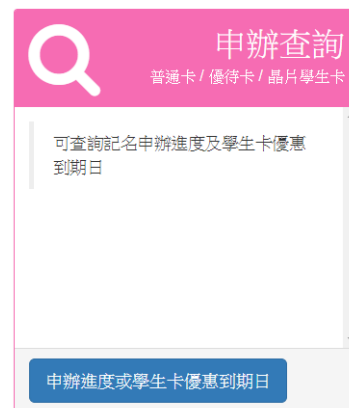 申辦查詢
普通卡 / 優待卡 / 晶片學生卡
可查詢記名申辦進度及學生卡優惠
到期日
申辦進度或學生卡優惠到期日